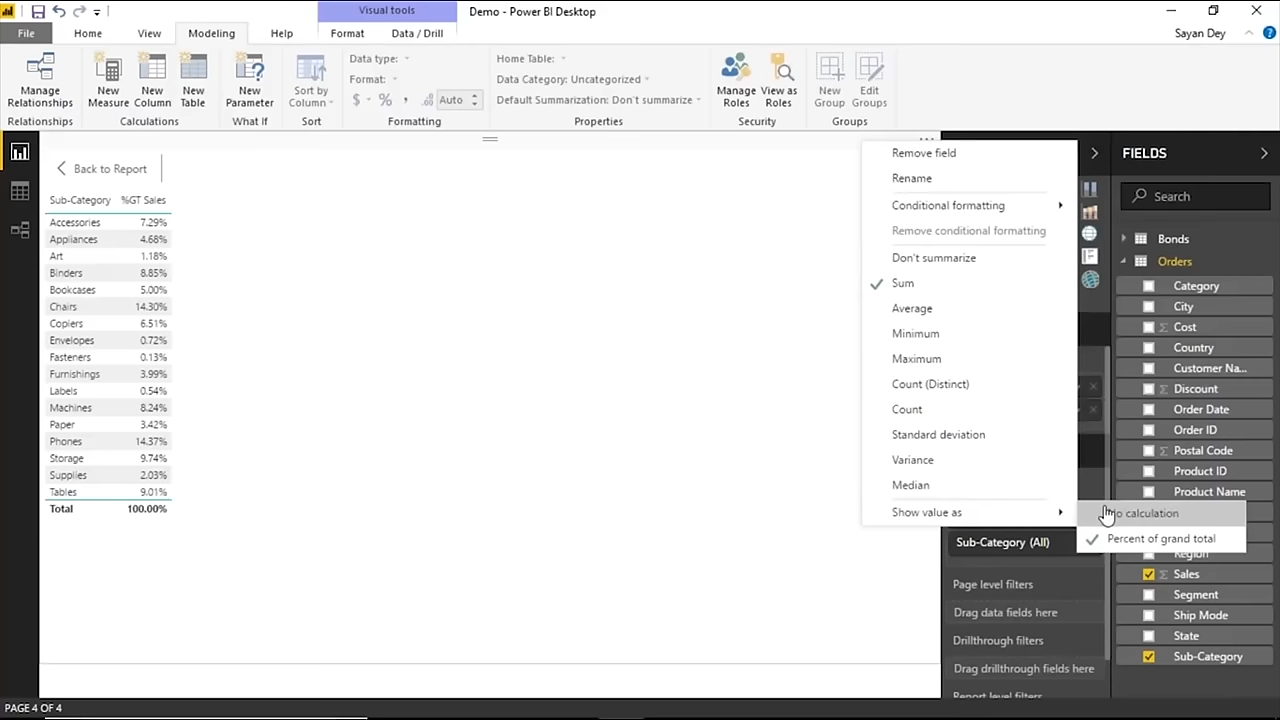 Visual tools
Demo - Power BI Desktop
File
Home
View
Modeling
Help
Format
Data / Drill
Sayan Dey
Manage Relationships
New Measure
New Column
New Table
New Parameter
Sort by Column
Data type:
Format:
$ % , .00 Auto
Home Table:
Data Category: Uncategorized
Default Summarization: Don't summarize
Manage Roles
View as Roles
New Group
Edit Groups
Relationships
Calculations
What If
Sort
Formatting
Properties
Security
Groups
Back to Report
Sub-Category %GT Sales
Accessories 7.29%
Appliances 4.68%
Art 1.18%
Binders 8.85%
Bookcases 5.00%
Chairs 14.30%
Copiers 6.51%
Envelopes 0.72%
Fasteners 0.13%
Furnishings 3.99%
Labels 0.54%
Machines 8.24%
Paper 3.42%
Phones 14.37%
Storage 9.74%
Supplies 2.03%
Tables 9.01%
Total 100.00%
Remove field
Rename
Conditional formatting
Remove conditional formatting
Don't summarize
Sum
Average
Minimum
Maximum
Count (Distinct)
Count
Standard deviation
Variance
Median
Show value as
calculation
Percent of grand total
Sub-Category (All)
Page level filters
Drag data fields here
Drillthrough filters
Drag drillthrough fields here
Report level filters
FIELDS
Search
Bonds
Orders
Category
City
Cost
Country
Customer Na...
Discount
Order Date
Order ID
Postal Code
Product ID
Product Name
Region
Sales
Segment
Ship Mode
State
Sub-Category
PAGE 4 OF 4